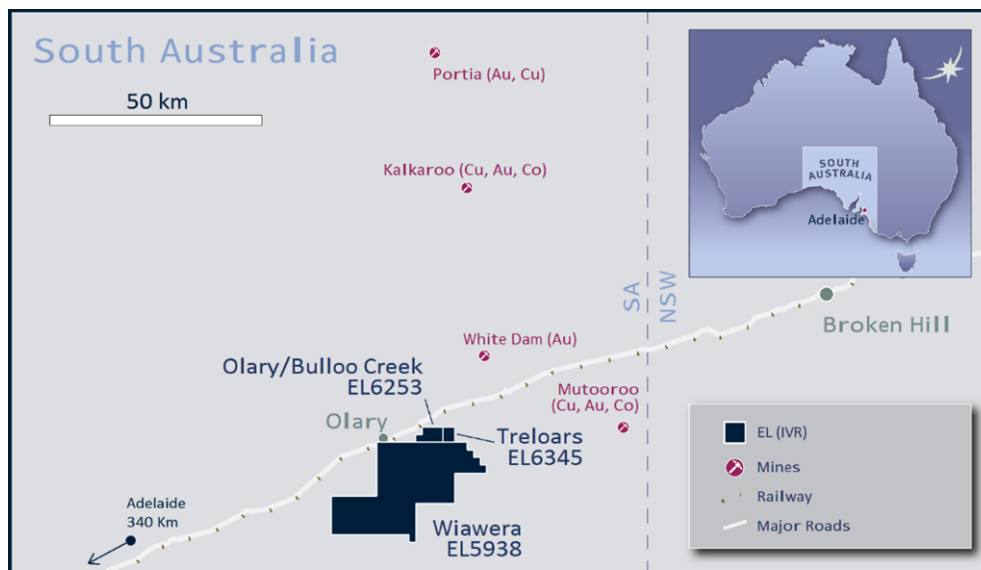 South Australia
50 km
Portia (Au, Cu)
Kalkaroo (Cu, Au, Co)
SOUTH
AUSTRALIA
Adelaide
SA
NSW
Broken Hill
White Dam (Au)
Olary/Bulloo Creek
EL6253
Mutooroo
(Cu, Au, Co)
Olary
Treloars
EL6345
Wiawera
EL5938
Adelaide
340 Km
EL (IVR)
Mines
Railway
Major Roads